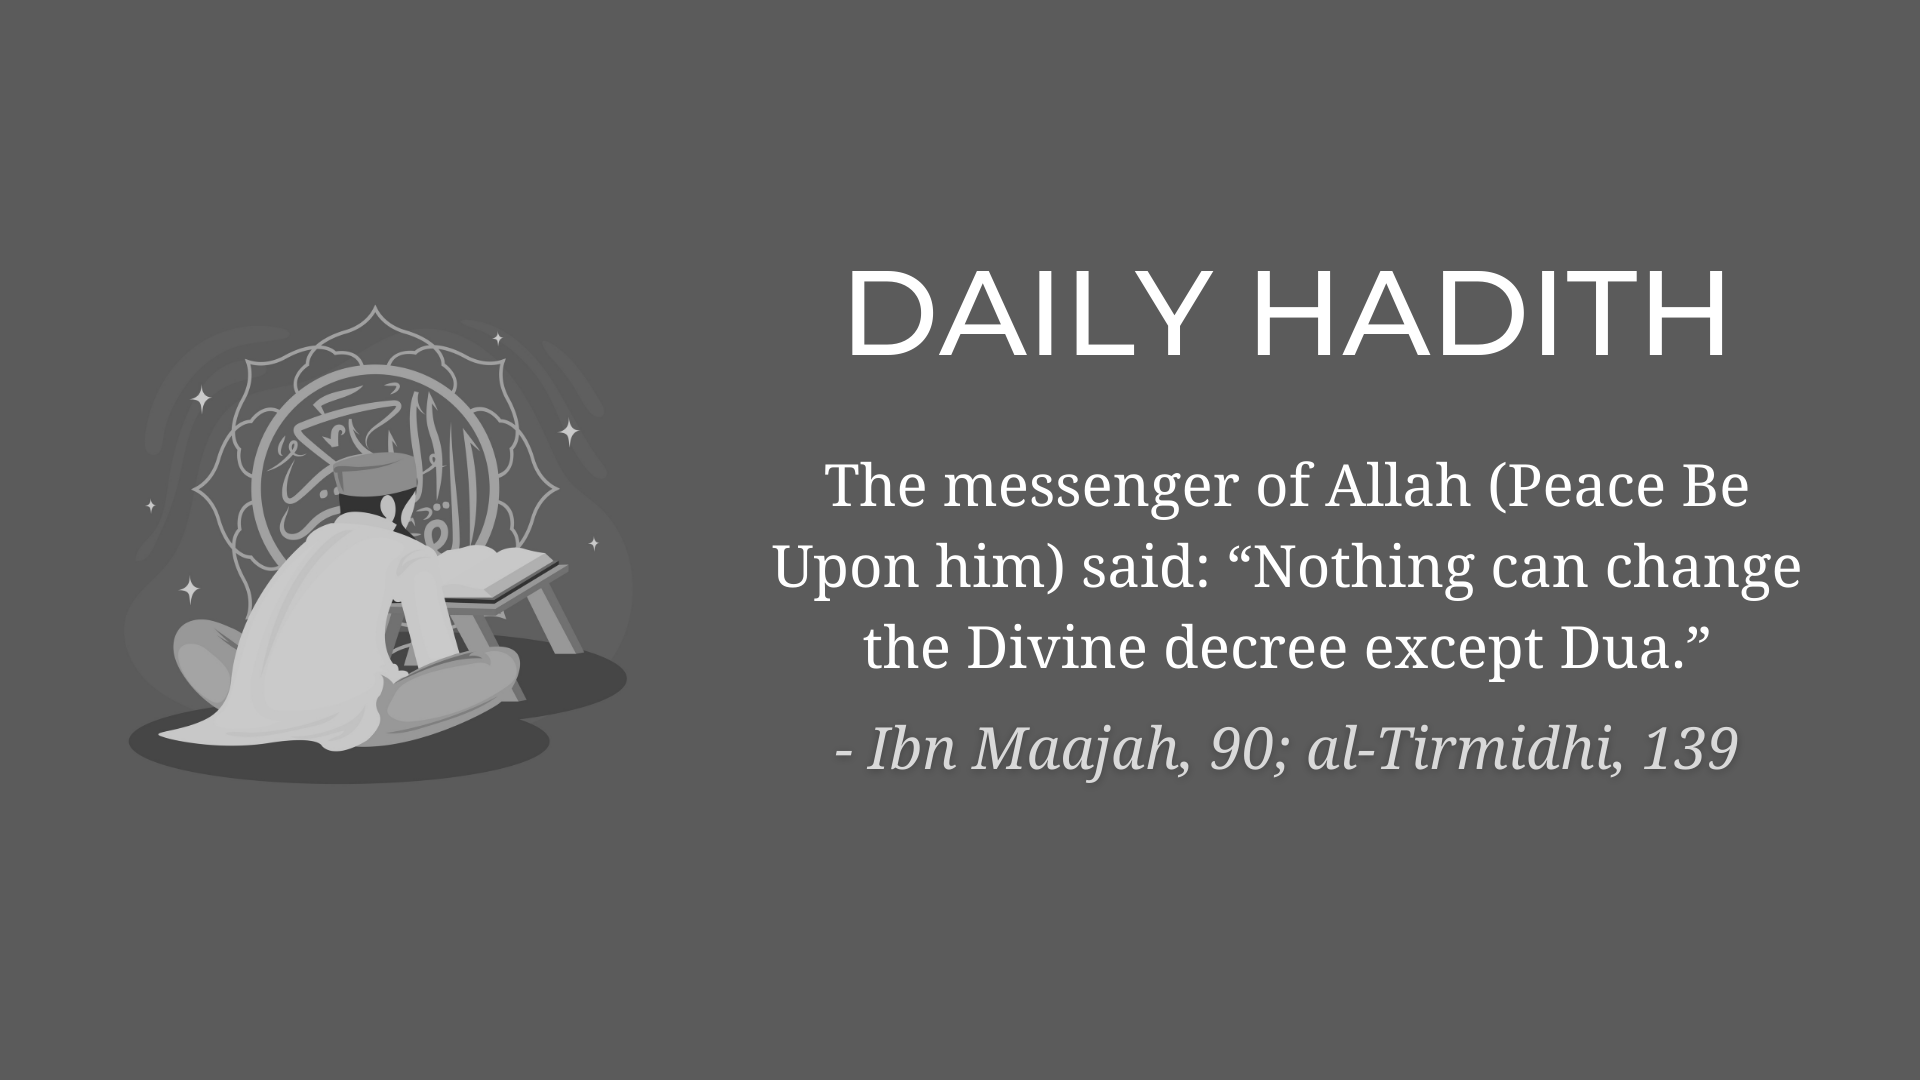 DAILY HADITH
The messenger of Allah (Peace Be
Upon him) said: “Nothing can change
the Divine decree except Dua.”
- Ibn Maajah, 90; al-Tirmidhi, 139